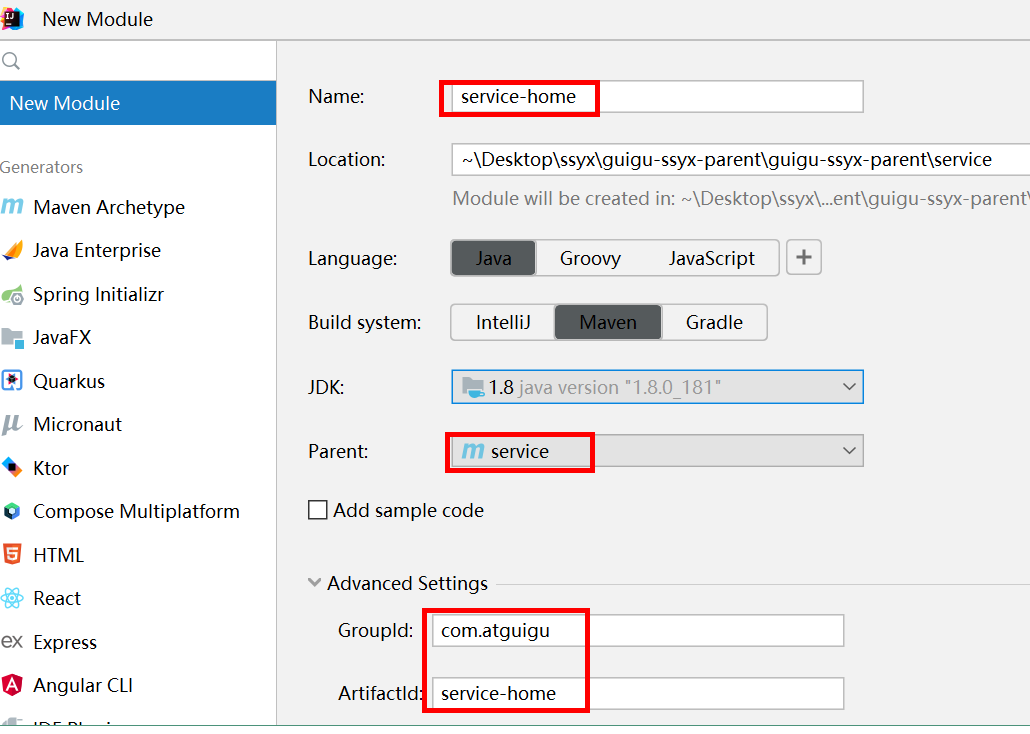 New Module
New Module
Generators
Maven Archetype
Java Enterprise
Spring Initializr
JavaFX
Quarkus
Micronaut
Ktor
Compose Multiplatform
HTML
React
Express
Angular CLI
Name: service-home
Location: ~\Desktop\ssyx\guigu-ssyx-parent\guigu-ssyx-parent\service
Module will be created in: ~\Desktop\ssyx\...ent\guigu-ssyx-parent\
Language: Java Groovy JavaScript +
Build system: IntelliJ Maven Gradle
JDK: 1.8 java version "1.8.0_181"
Parent: service
Add sample code
Advanced Settings
GroupId: com.atguigu
ArtifactId: service-home